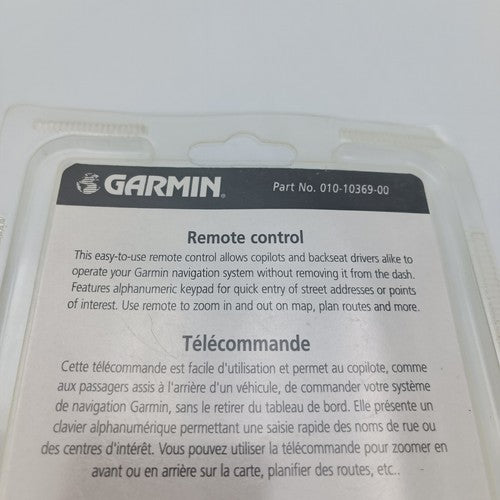 GARMIN® Part No. 010-10369-00
Remote control
This easy-to-use remote control allows copilots and backseat drivers alike to
operate your Garmin navigation system without removing it from the dash.
Features alphanumeric keypad for quick entry of street addresses or points
of interest. Use remote to zoom in and out on map, plan routes and more.
Télécommande
Cette télécommande est facile d'utilisation et permet au copilote, comme
aux passagers assis à l'arrière d'un véhicule, de commander votre système
de navigation Garmin, sans le retirer du tableau de bord. Elle présente un
clavier alphanumérique permettant une saisie rapide des noms de rue ou
des centres d'intérêt. Vous pouvez utiliser la télécommande pour zoomer en
avant ou en arrière sur la carte, planifier des routes, etc..